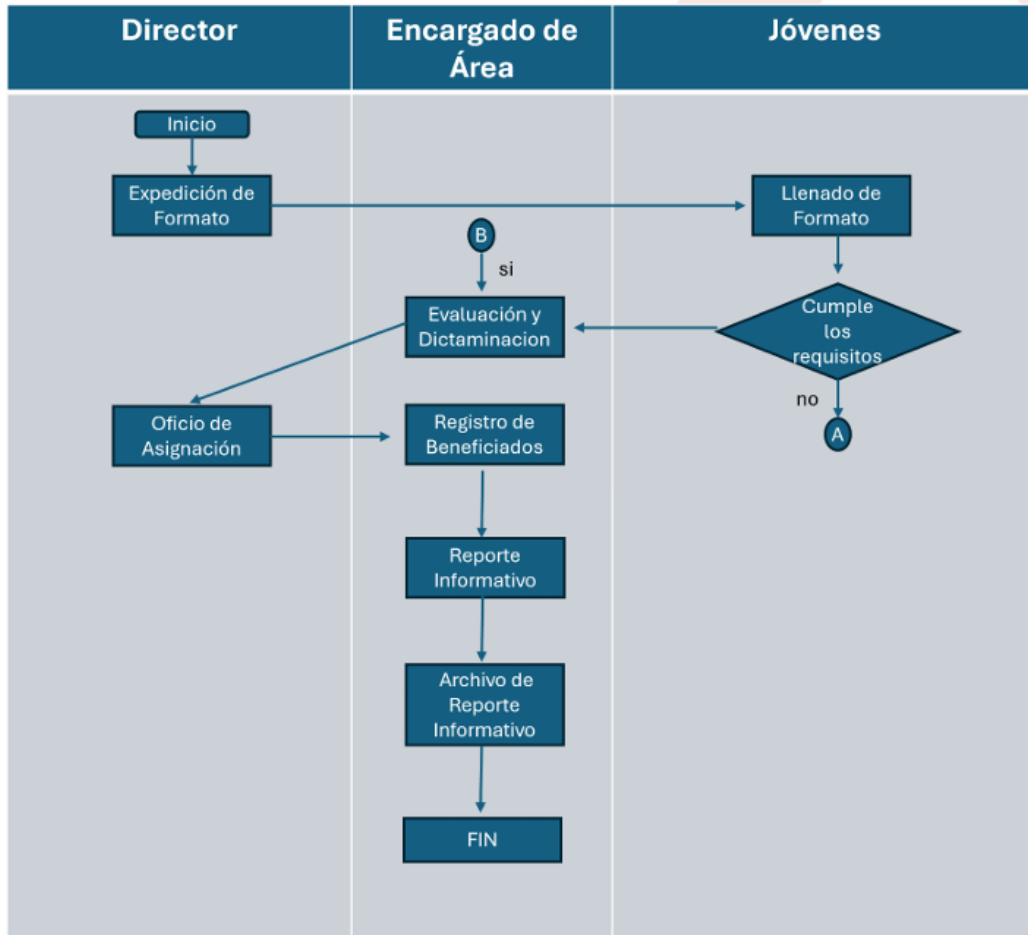 Director
Encargado de
Área
Jóvenes
Inicio
Expedición de
Formato
Llenado de
Formato
B
si
Evaluación y
Dictaminacion
Cumple
los
requisitos
no
A
Oficio de
Asignación
Registro de
Beneficiados
Reporte
Informativo
Archivo de
Reporte
Informativo
FIN